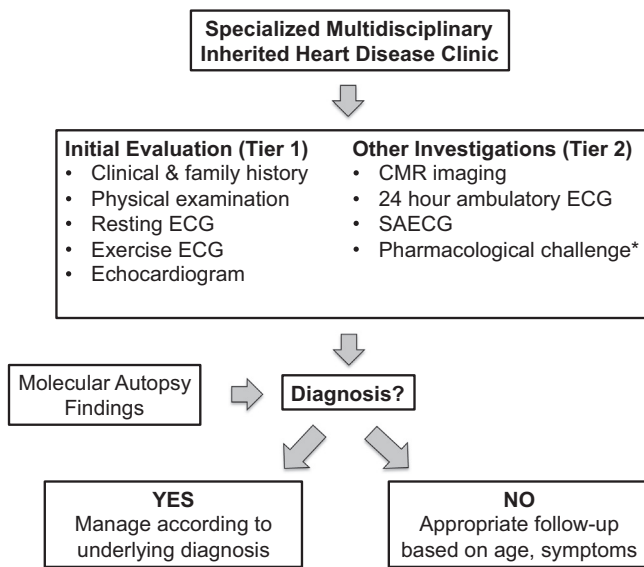 Specialized Multidisciplinary
Inherited Heart Disease Clinic
Initial Evaluation (Tier 1)
• Clinical & family history
• Physical examination
• Resting ECG
• Exercise ECG
• Echocardiogram
Other Investigations (Tier 2)
• CMR imaging
• 24 hour ambulatory ECG
• SAECG
• Pharmacological challenge*
Molecular Autopsy
Findings
Diagnosis?
YES
Manage according to
underlying diagnosis
NO
Appropriate follow-up
based on age, symptoms